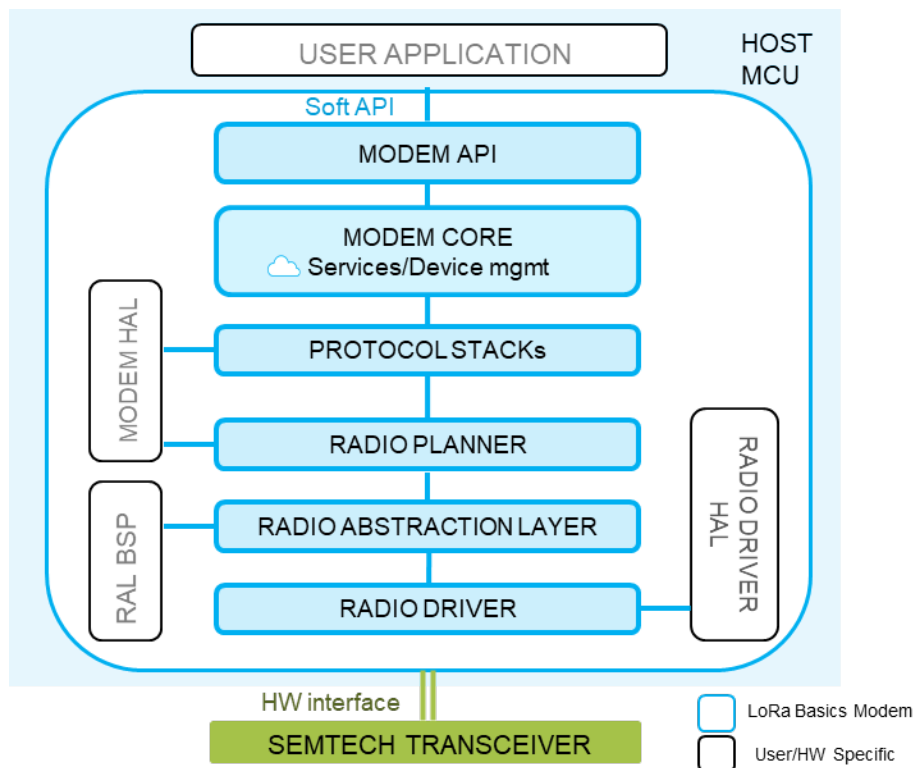 USER APPLICATION
HOST
MCU
Soft API
MODEM API
MODEM CORE
Services/Device mgmt
MODEM HAL
PROTOCOL STACKs
RADIO PLANNER
RADIO DRIVER
HAL
RAL BSP
RADIO ABSTRACTION LAYER
RADIO DRIVER
HW interface
SEMTECH TRANSCEIVER
LoRa Basics Modem
User/HW Specific